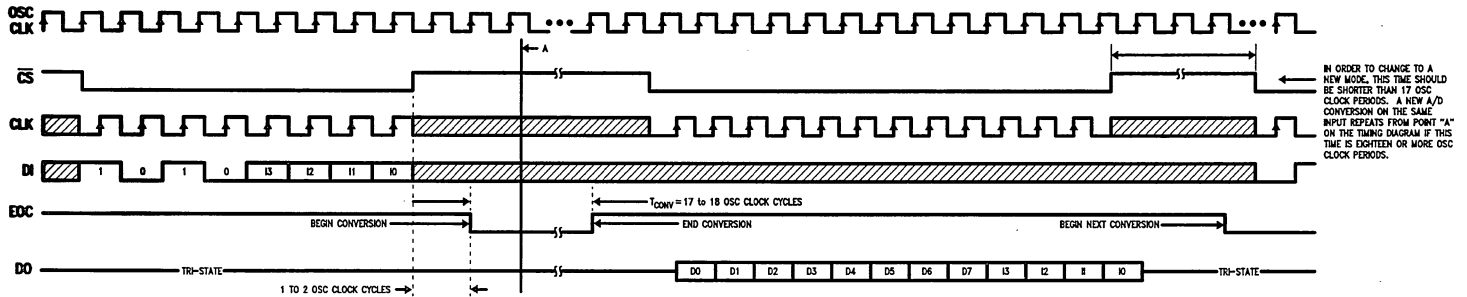 OSC
CLK
A
CS
IN ORDER TO CHANGE TO A
NEW MODE, THIS TIME SHOULD
BE SHORTER THAN 17 OSC
CLOCK PERIODS. A NEW A/D
CONVERSION ON THE SAME
INPUT REPEATS FROM POINT "A"
ON THE TIMING DIAGRAM IF THIS
TIME IS EIGHTEEN OR MORE OSC
CLOCK PERIODS.
CLK
DI 1 0 1 0 I3 I2 I1 I0
EOC
TCONV = 17 to 18 OSC CLOCK CYCLES
BEGIN CONVERSION END CONVERSION BEGIN NEXT CONVERSION
DO TRI-STATE D0 D1 D2 D3 D4 D5 D6 D7 I3 I2 I1 I0 TRI-STATE
1 TO 2 OSC CLOCK CYCLES